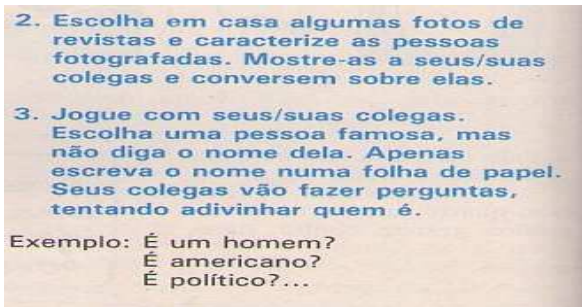 2. Escolha em casa algumas fotos de
revistas e caracterize as pessoas
fotografadas. Mostre-as a seus/suas
colegas e conversem sobre elas.
3. Jogue com seus/suas colegas.
Escolha uma pessoa famosa, mas
não diga o nome dela. Apenas
escreva o nome numa folha de papel.
Seus colegas vão fazer perguntas,
tentando adivinhar quem é.
Exemplo: É um homem?
É americano?
É político?...